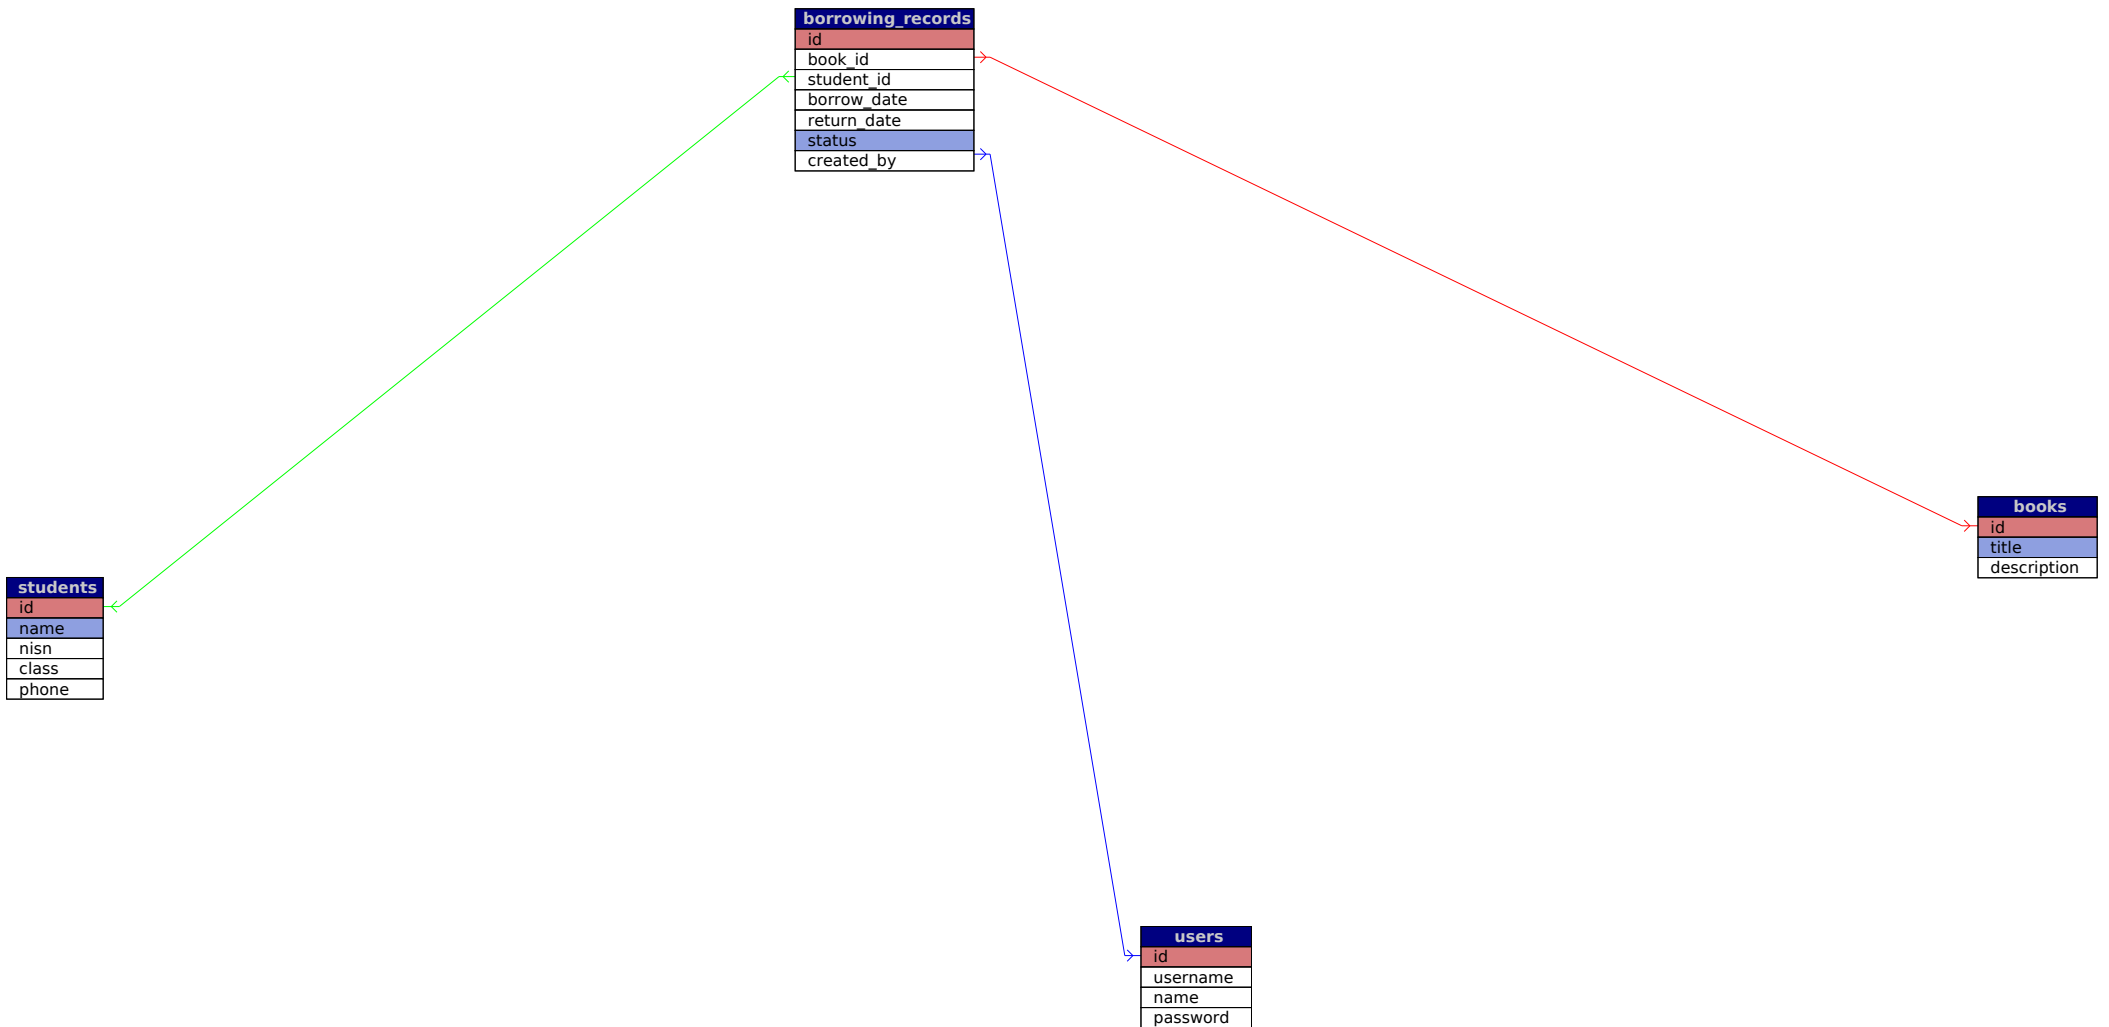 borrowing_records
id
book_id
student_id
borrow_date
return_date
status
created_by
books
id
title
description
students
id
name
nisn
class
phone
users
id
username
name
password